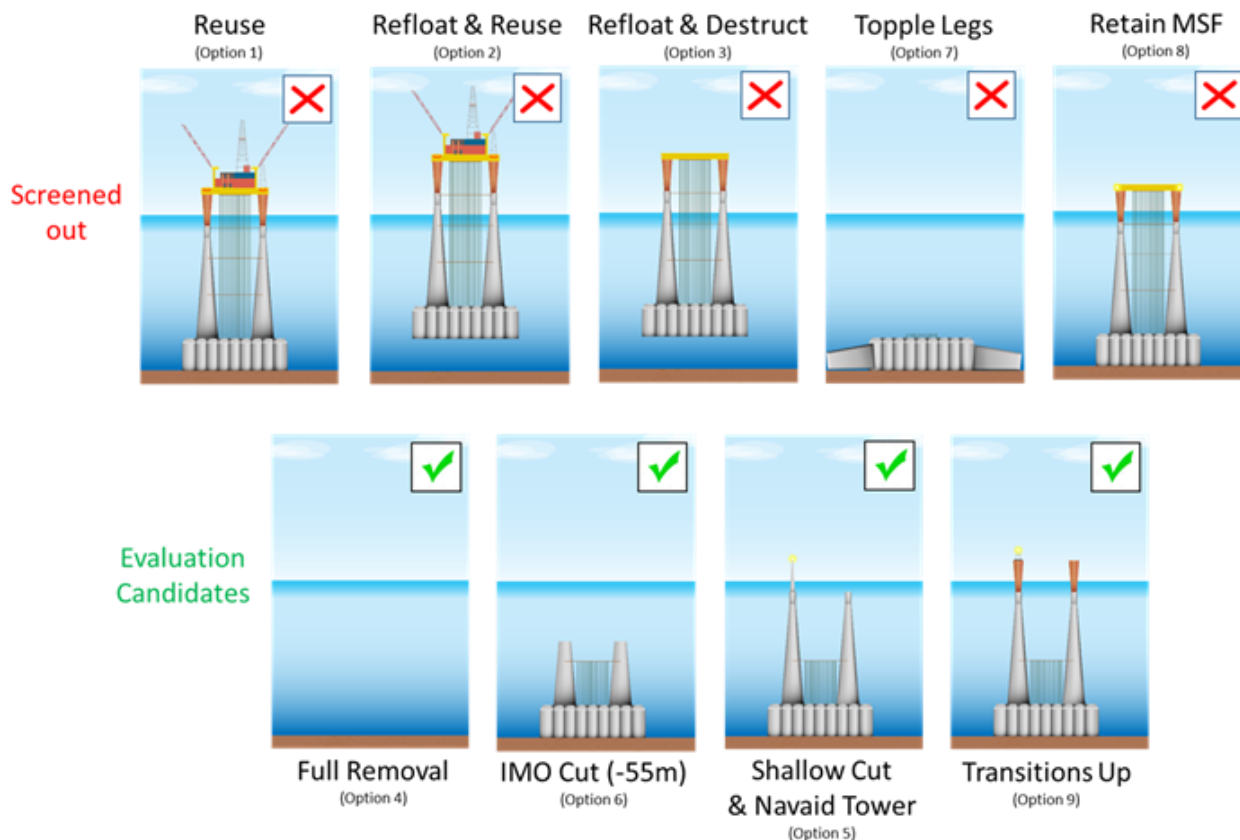 Reuse
(Option 1)
Refloat & Reuse
(Option 2)
Refloat & Destruct
(Option 3)
Topple Legs
(Option 7)
Retain MSF
(Option 8)
Screened
out
Evaluation
Candidates
Full Removal
(Option 4)
IMO Cut (-55m)
(Option 6)
Shallow Cut
& Navaid Tower
(Option 5)
Transitions Up
(Option 9)